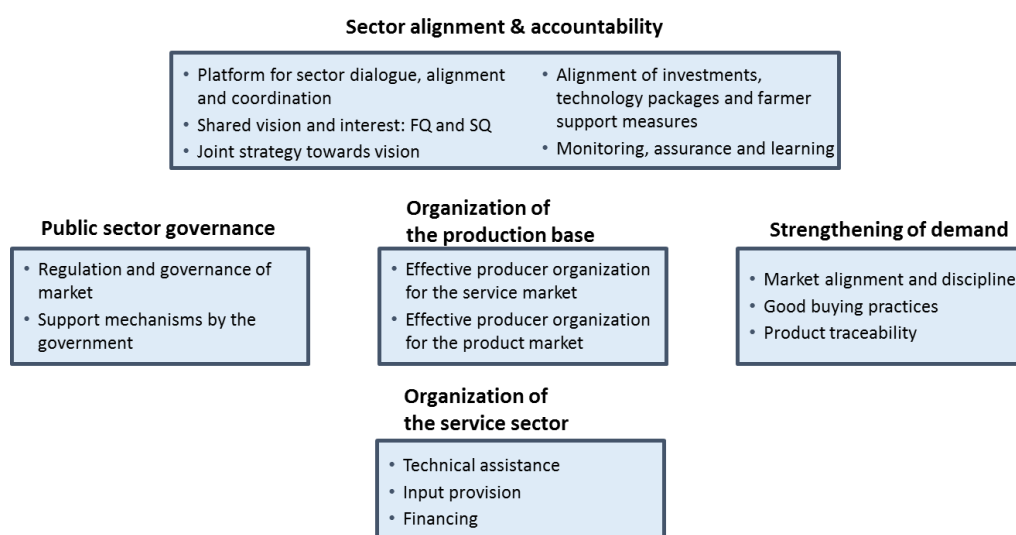 Sector alignment & accountability
• Platform for sector dialogue, alignment
and coordination
• Shared vision and interest: FQ and SQ
• Joint strategy towards vision
• Alignment of investments,
technology packages and farmer
support measures
• Monitoring, assurance and learning
Public sector governance
• Regulation and governance of
market
• Support mechanisms by the
government
Organization of
the production base
• Effective producer organization
for the service market
• Effective producer organization
for the product market
Strengthening of demand
• Market alignment and discipline
• Good buying practices
• Product traceability
Organization of
the service sector
• Technical assistance
• Input provision
• Financing